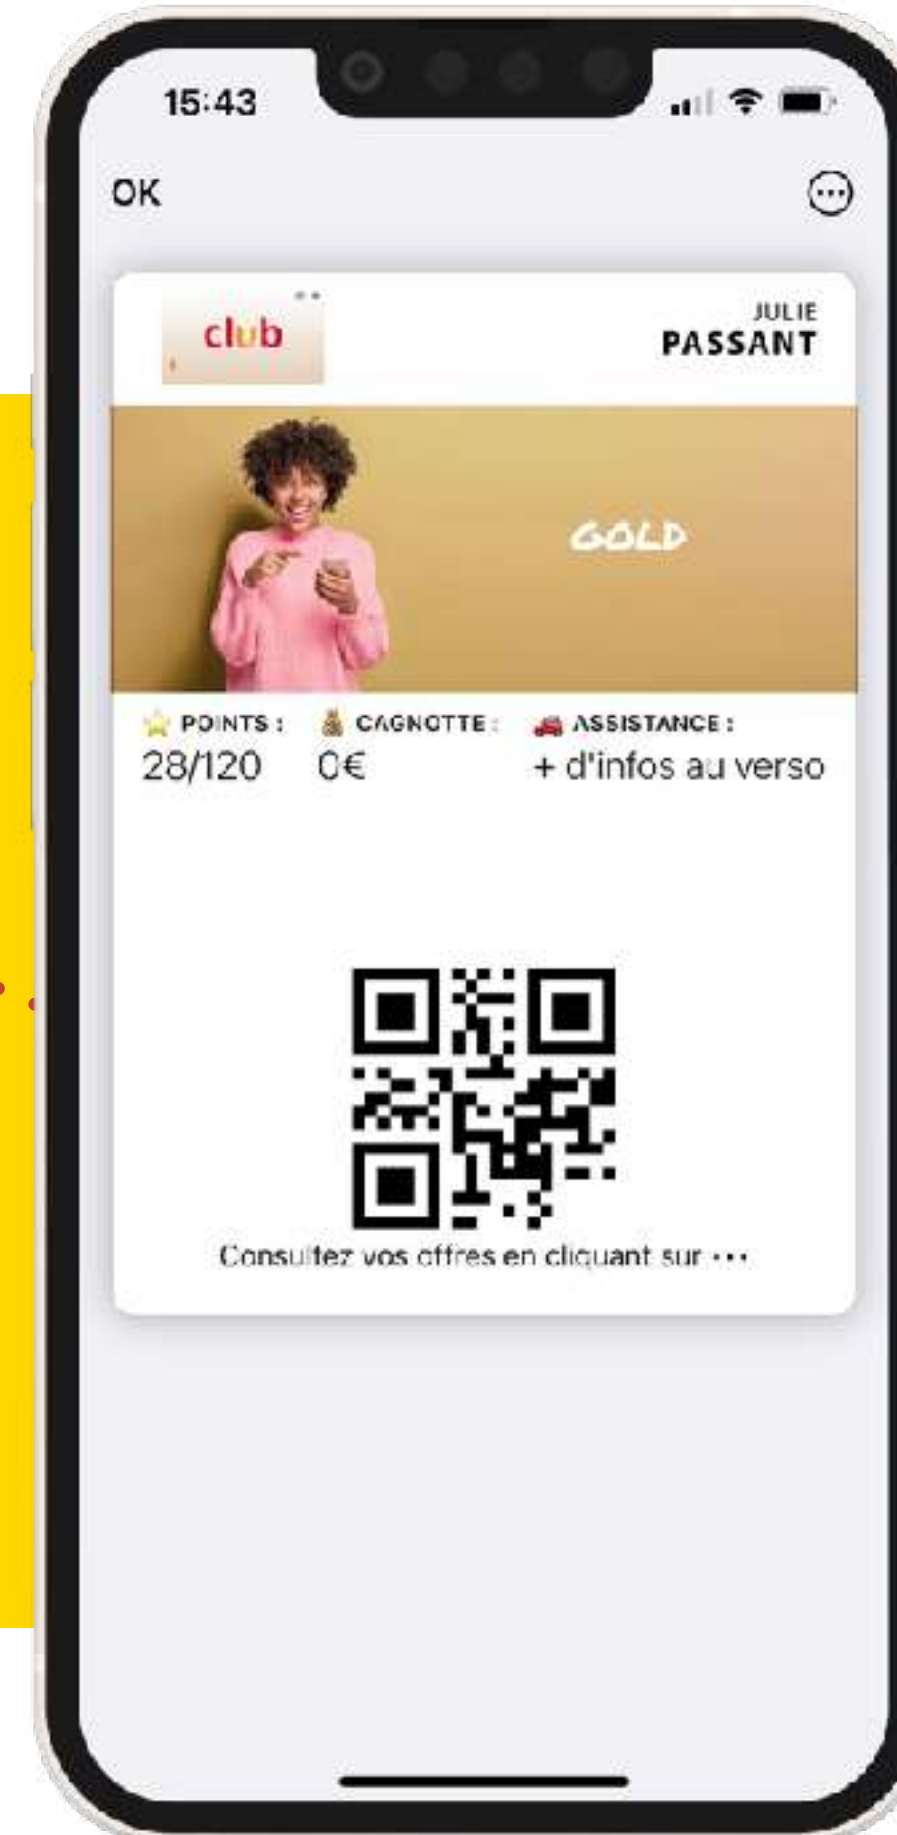 15:43
OK
club
JULIE
PASSANT
GOLD
POINTS : CAGNOTTE : ASSISTANCE :
28/120 0€ + d'infos au verso
Consultez vos offres en cliquant sur ···